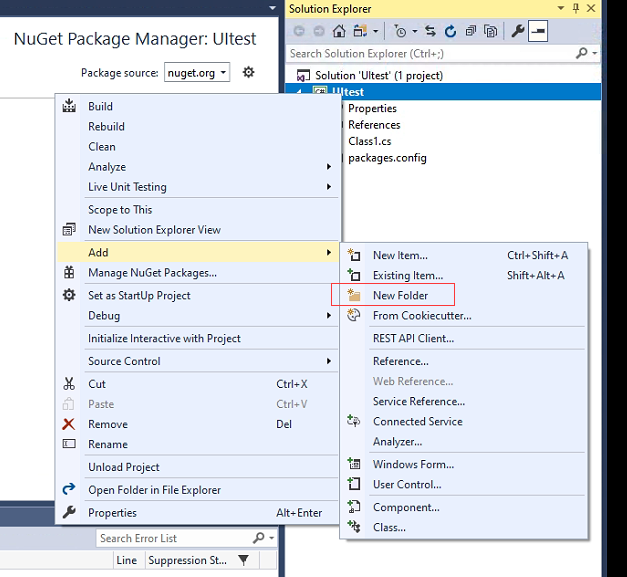 Solution Explorer
NuGet Package Manager: UItest
Package source: nuget.org
Search Solution Explorer (Ctrl+;)
Solution 'UItest' (1 project)
UItest
Properties
References
Class1.cs
packages.config
Build
Rebuild
Clean
Analyze
Live Unit Testing
Scope to This
New Solution Explorer View
Add
Manage NuGet Packages...
Set as StartUp Project
Debug
Initialize Interactive with Project
Source Control
Cut Ctrl+X
Paste Ctrl+V
Remove Del
Rename
Unload Project
Open Folder in File Explorer
Properties Alt+Enter
New Item... Ctrl+Shift+A
Existing Item... Shift+Alt+A
New Folder
From Cookiecutter...
REST API Client...
Reference...
Web Reference...
Service Reference...
Connected Service
Analyzer...
Windows Form...
User Control...
Component...
Class...
Search Error List
Line Suppression St...